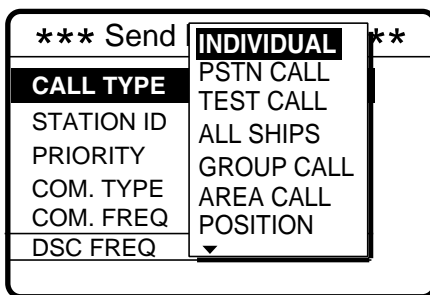 *** Send **
CALL TYPE
STATION ID
PRIORITY
COM. TYPE
COM. FREQ
DSC FREQ
INDIVIDUAL
PSTN CALL
TEST CALL
ALL SHIPS
GROUP CALL
AREA CALL
POSITION